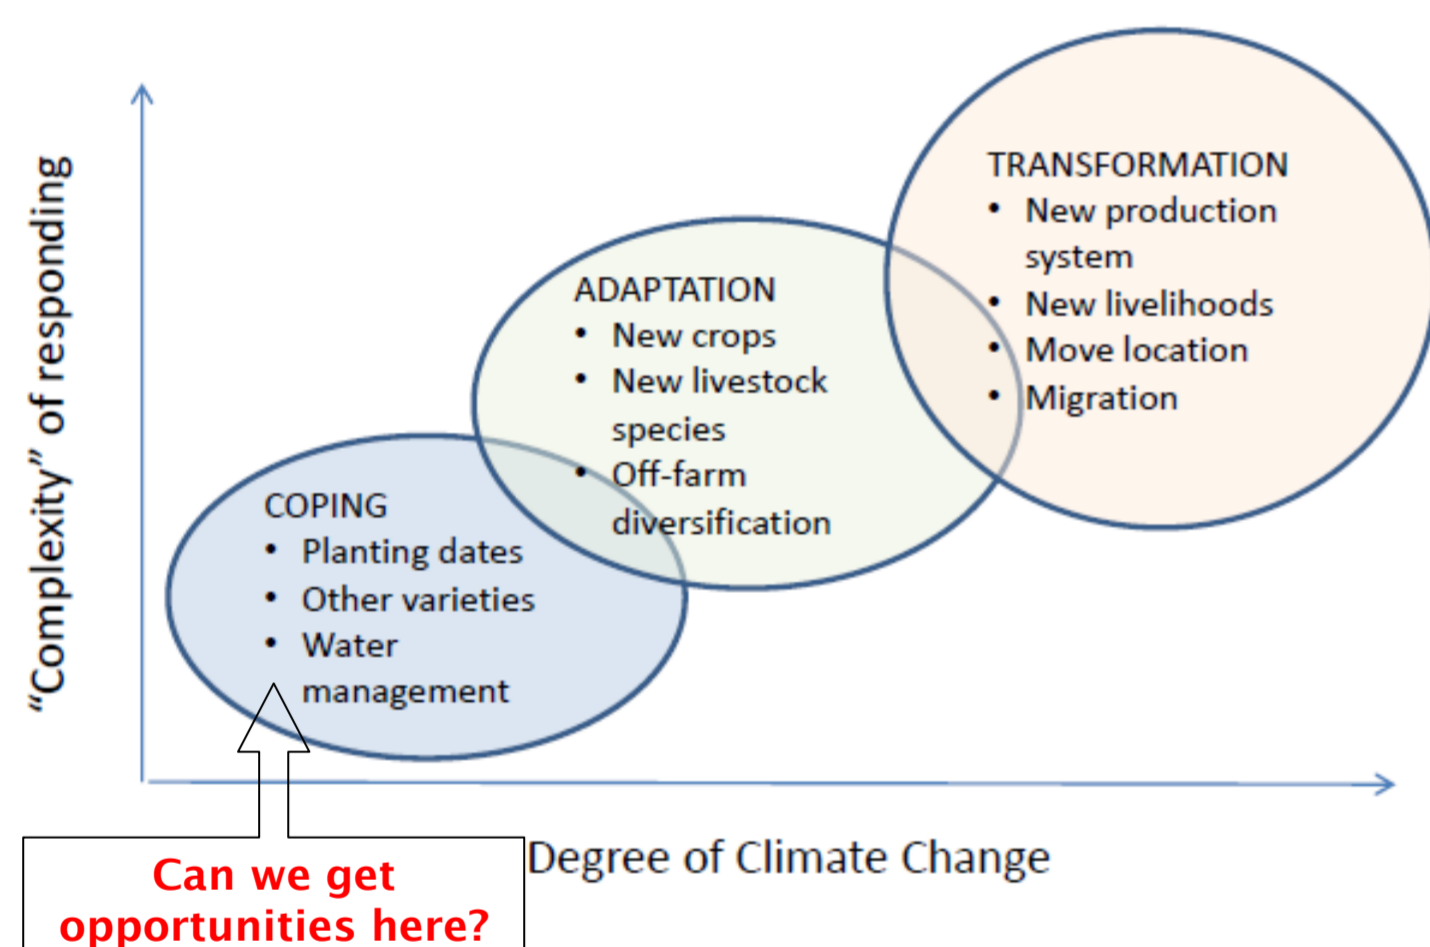 “Complexity” of responding
TRANSFORMATION
• New production
system
• New livelihoods
• Move location
• Migration
ADAPTATION
• New crops
• New livestock
species
• Off-farm
diversification
COPING
• Planting dates
• Other varieties
• Water
management
Degree of Climate Change
Can we get
opportunities here?